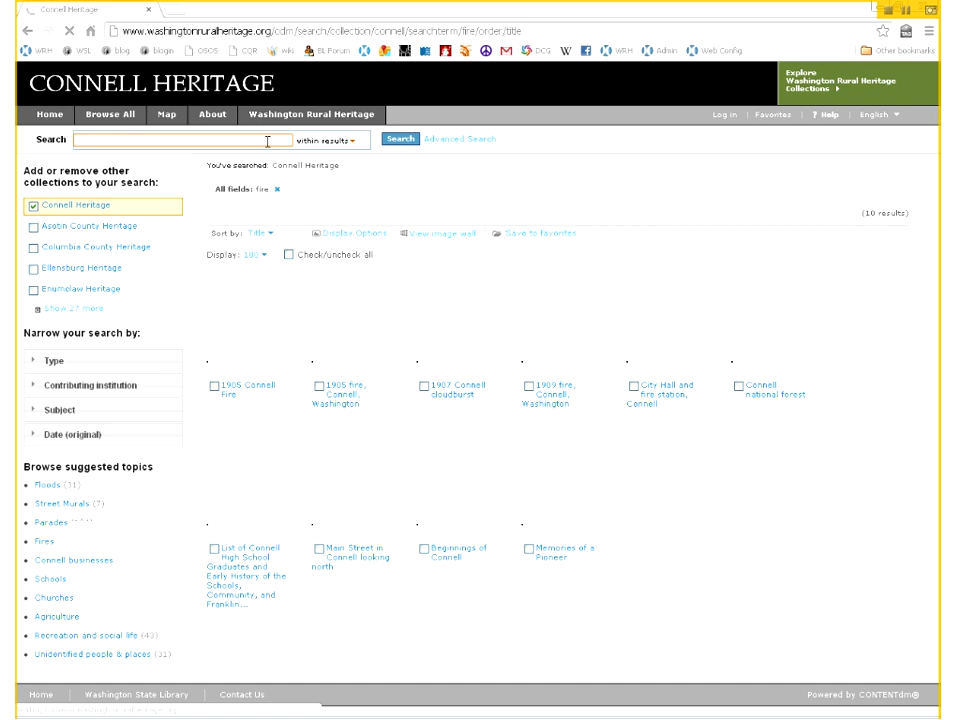 Connell Heritage
www.washingtonruralheritage.org/cdm/search/collection/connell/searchterm/fire/order/title
WRH WSL blog blogin OSOS CQR wiki EL Forum DCG WRH Admin Web Config Other bookmarks
CONNELL HERITAGE
Explore
Washington Rural Heritage
Collections
Home Browse All Map About Washington Rural Heritage Log in | Favorites | ? Help | English
Search within results Search Advanced Search
Add or remove other
collections to your search:
Connell Heritage
Asotin County Heritage
Columbia County Heritage
Ellensburg Heritage
Enumclaw Heritage
Show 27 more
Narrow your search by:
Type
Contributing institution
Subject
Date (original)
Browse suggested topics
Floods (31)
Street Murals (7)
Parades
Fires
Connell businesses
Schools
Churches
Agriculture
Recreation and social life (43)
Unidentified people & places (31)
You've searched: Connell Heritage
All fields: fire
(10 results)
Sort by: Title Display Options View image wall Save to favorites
Display: 100 Check/uncheck all
1905 Connell
Fire
1905 fire,
Connell,
Washington
1907 Connell
cloudburst
1909 fire,
Connell,
Washington
City Hall and
fire station,
Connell
Connell
national forest
List of Connell
High School
Graduates and
Early History of the
Schools,
Community, and
Franklin...
Main Street in
Connell looking
north
Beginnings of
Connell
Memories of a
Pioneer
Home | Washington State Library | Contact Us Powered by CONTENTdm®